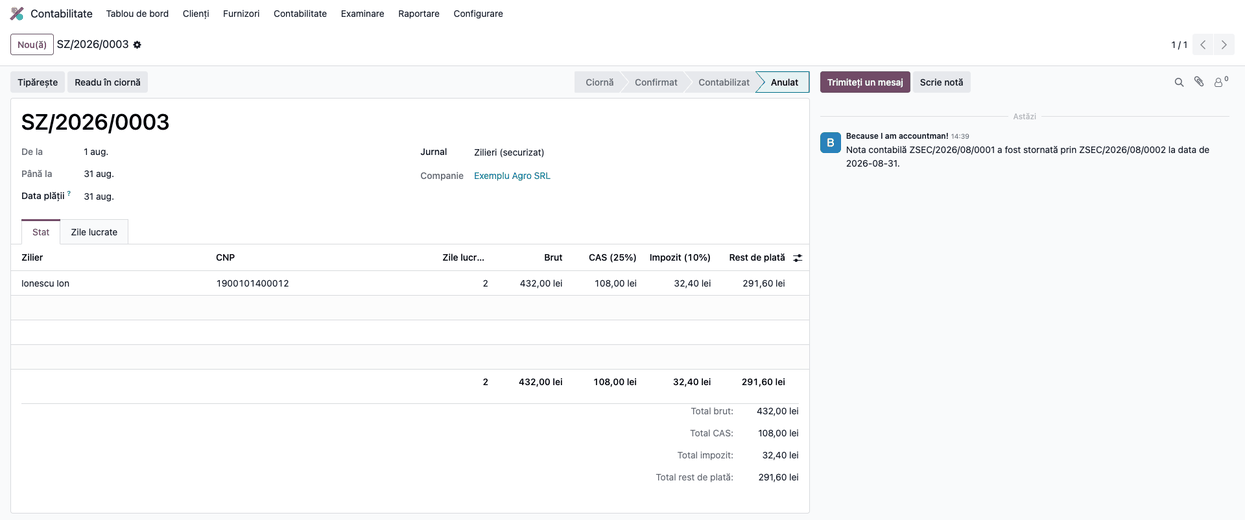 Contabilitate Tablou de bord Clienți Furnizori Contabilitate Examinare Raportare Configurare
Nou(ă) SZ/2026/0003 1 / 1
Tipărește Readu în ciornă Ciornă Confirmat Contabilizat Anulat Trimiteți un mesaj Scrie notă 0
SZ/2026/0003
De la 1 aug.
Până la 31 aug.
Data plății ? 31 aug.
Jurnal Zilieri (securizat)
Companie Exemplu Agro SRL
Astăzi
B
Because I am accountman! 14:39
Nota contabilă ZSEC/2026/08/0001 a fost stornată prin ZSEC/2026/08/0002 la data de
2026-08-31.
Stat Zile lucrate
Zilier CNP Zile lucr... Brut CAS (25%) Impozit (10%) Rest de plată
Ionescu Ion 1900101400012 2 432,00 lei 108,00 lei 32,40 lei 291,60 lei
2 432,00 lei 108,00 lei 32,40 lei 291,60 lei
Total brut: 432,00 lei
Total CAS: 108,00 lei
Total impozit: 32,40 lei
Total rest de plată: 291,60 lei